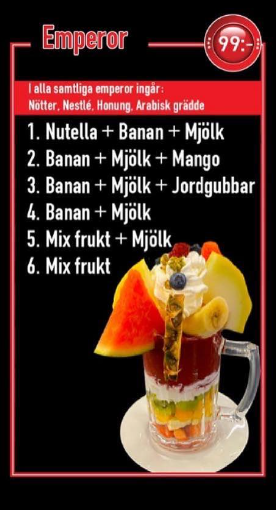 Emperor
99:-
I alla samtliga emperor ingår:
Nötter, Nestlé, Honung, Arabisk grädde
1. Nutella + Banan + Mjölk
2. Banan + Mjölk + Mango
3. Banan + Mjölk + Jordgubbar
4. Banan + Mjölk
5. Mix frukt + Mjölk
6. Mix frukt